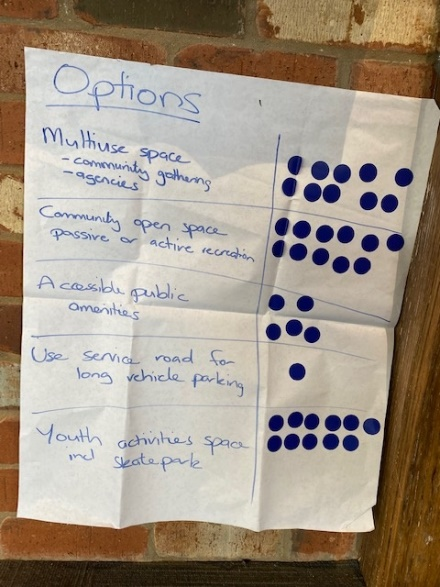 Options
Multiuse space
- community gathering
- agencies
Community open space
passive or active recreation
Accessible public
amenities
Use service road for
long vehicle parking
Youth activities space
incl skatepark